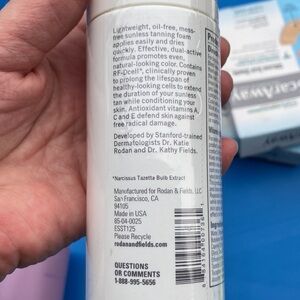 Lightweight, oil-free, mess-
free sunless tanning foam
applies easily and dries
quickly. Effective, dual-active
formula promotes even,
natural-looking color. Contains
RF-Dcell*, clinically proven
to prolong the lifespan of
healthy-looking cells to extend
the duration of your sunless
tan while conditioning your
skin. Antioxidant vitamins A,
C and E defend skin against
free radical damage.
Developed by Stanford-trained
Dermatologists Dr. Katie
Rodan and Dr. Kathy Fields.
*Narcissus Tazetta Bulb Extract
Manufactured for Rodan & Fields, LLC
San Francisco, CA
94105
Made in USA
85-04-0025
ESST125
Please Recycle
rodanandfields.com
QUESTIONS
OR COMMENTS
1-888-995-5656